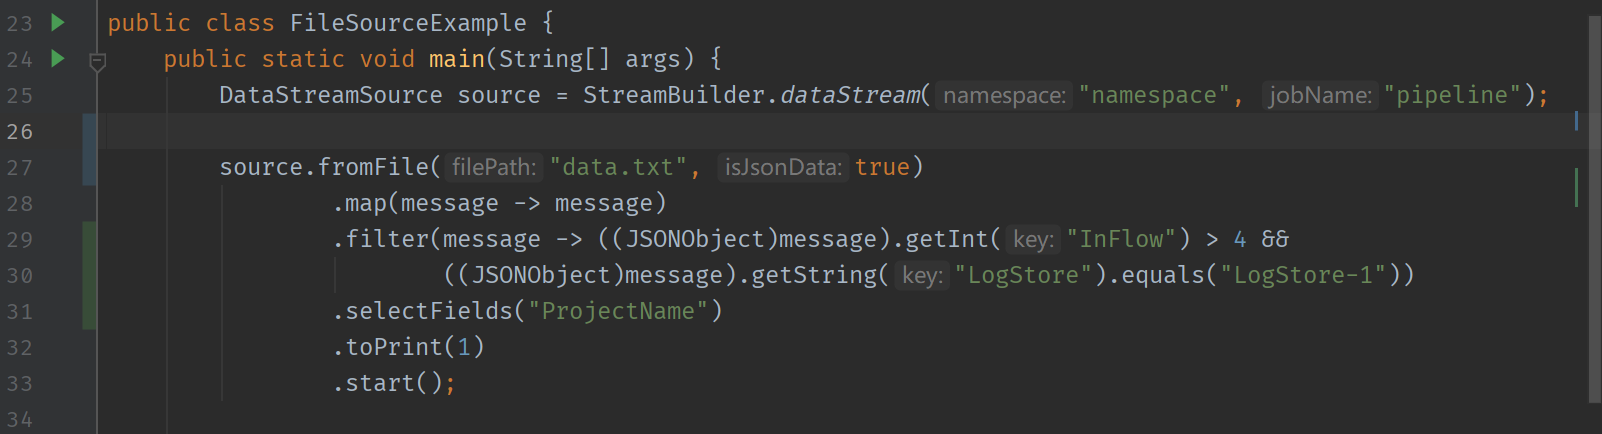 23 public class FileSourceExample {
24 public static void main(String[] args) {
25 DataStreamSource source = StreamBuilder.dataStream( namespace: "namespace", jobName: "pipeline");
26
27 source.fromFile( filePath: "data.txt", isJsonData: true)
28 .map(message -> message)
29 .filter(message -> ((JSONObject)message).getInt( key: "InFlow") > 4 &&
30 ((JSONObject)message).getString( key: "LogStore").equals("LogStore-1"))
31 .selectFields("ProjectName")
32 .toPrint(1)
33 .start();
34